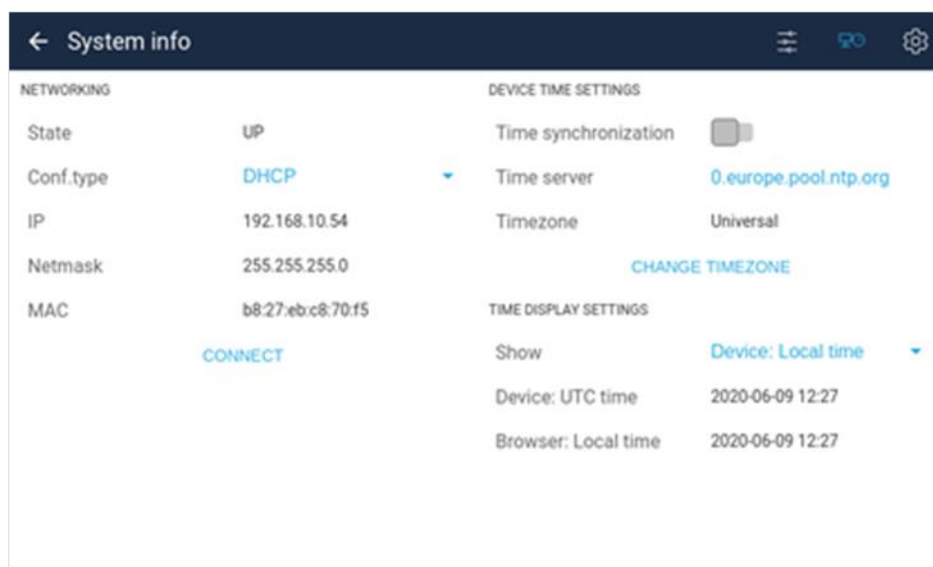 System info
NETWORKING
State UP
Conf.type DHCP
IP 192.168.10.54
Netmask 255.255.255.0
MAC b8:27:eb:c8:70:f5
CONNECT
DEVICE TIME SETTINGS
Time synchronization
Time server 0.europe.pool.ntp.org
Timezone Universal
CHANGE TIMEZONE
TIME DISPLAY SETTINGS
Show Device: Local time
Device: UTC time 2020-06-09 12:27
Browser: Local time 2020-06-09 12:27